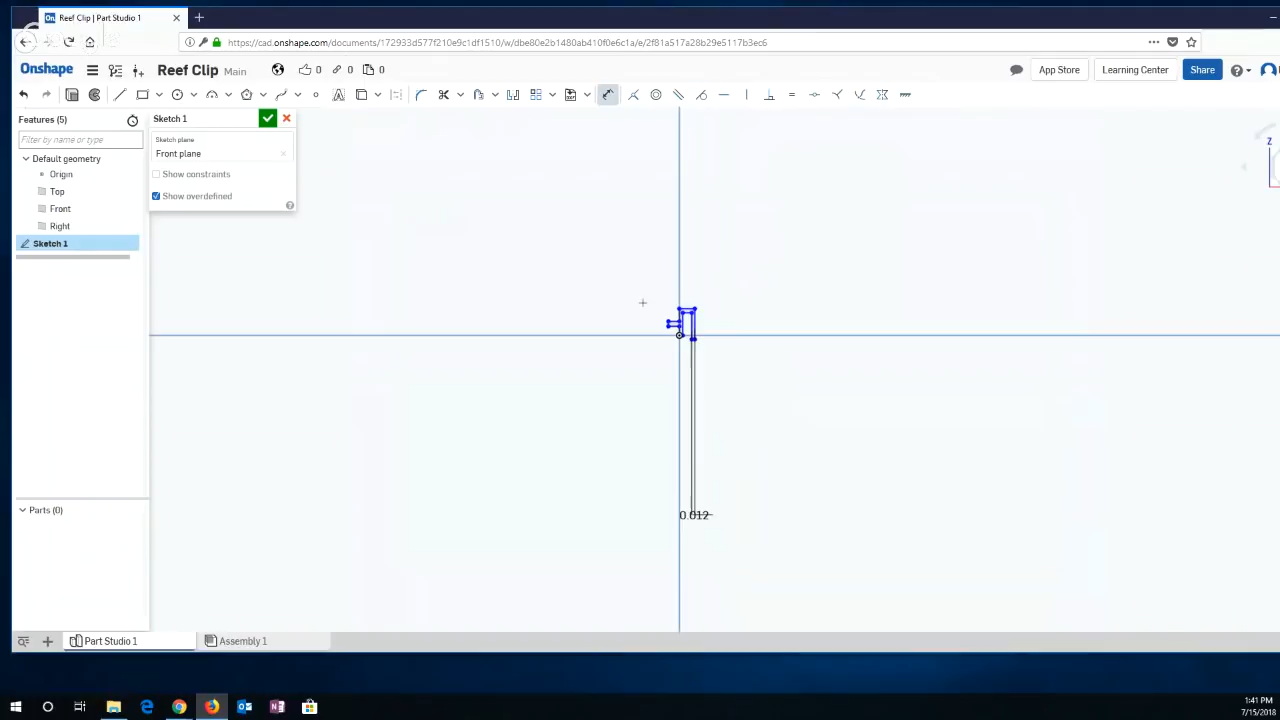 Reef Clip | Part Studio 1
https://cad.onshape.com/documents/172933d577f210e9c1df1510/w/dbe80e2b1480ab410f0e6c1a/e/2f81a517a28b29e5117b3ec6
Onshape
Reef Clip Main
0
0
0
App Store
Learning Center
Share
Features (5)
Filter by name or type
Default geometry
Origin
Top
Front
Right
Sketch 1
Sketch 1
Sketch plane
Front plane
Show constraints
Show overdefined
Z
0.012
Parts (0)
Part Studio 1
Assembly 1
1:41 PM
7/15/2018